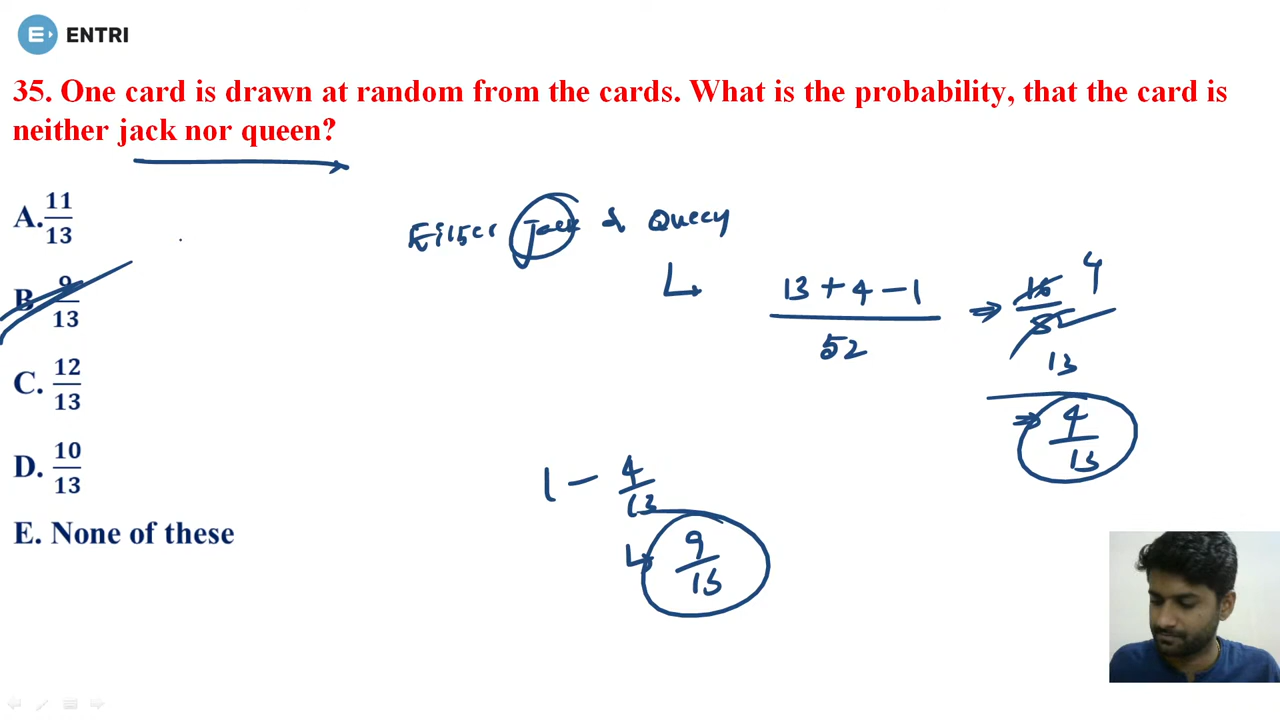 ENTRI
35. One card is drawn at random from the cards. What is the probability, that the card is
neither jack nor queen?
A. 11/13
B. 9/13
C. 12/13
D. 10/13
E. None of these
Jack & Queen
13 + 4 - 1
52
⇒ 16/52 4
13
⇒ 4/13
1 - 4/13
↳ 9/13